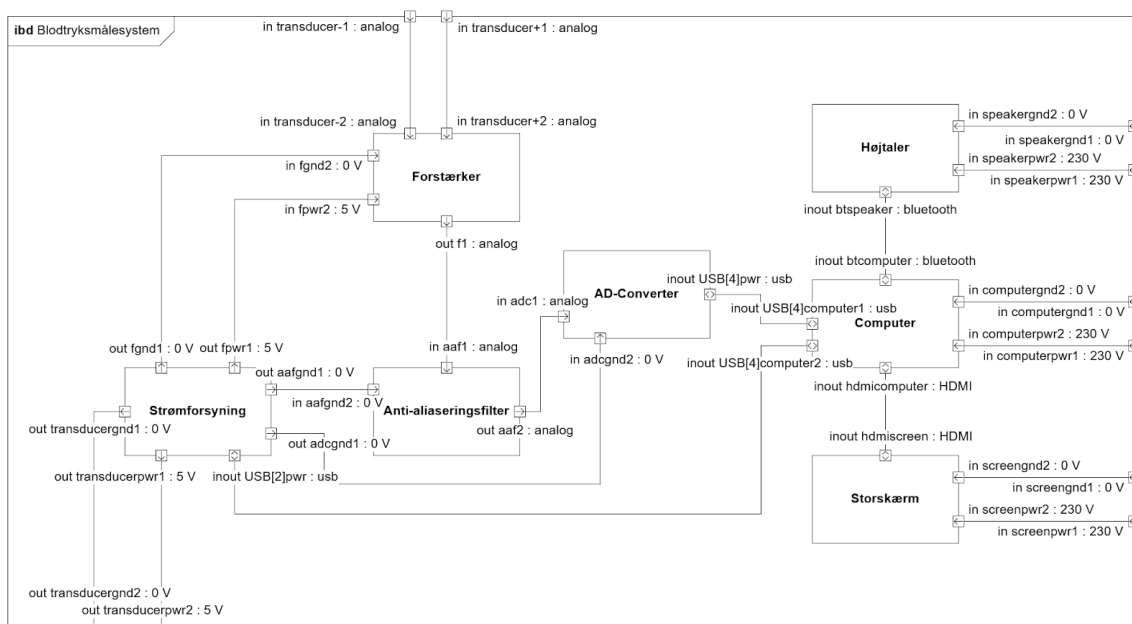 ibd Blodtryksmålesystem
in transducer-1 : analog
in transducer+1 : analog
in transducer-2 : analog
in transducer+2 : analog
in fgnd2 : 0 V
Forstærker
in fpwr2 : 5 V
out f1 : analog
in speakergnd2 : 0 V
in speakergnd1 : 0 V
Højtaler
in speakerpwr2 : 230 V
in speakerpwr1 : 230 V
inout btspeaker : bluetooth
inout btcomputer : bluetooth
inout USB[4]pwr : usb
AD-Converter
in adc1 : analog
inout USB[4]computer1 : usb
in computergnd2 : 0 V
in computergnd1 : 0 V
Computer
in computerpwr2 : 230 V
in computerpwr1 : 230 V
in adcgnd2 : 0 V
inout USB[4]computer2 : usb
inout hdmicomputer : HDMI
out fgnd1 : 0 V
out fpwr1 : 5 V
in aaf1 : analog
out aafgnd1 : 0 V
in aafgnd2 : 0 V
Strømforsyning
Anti-aliaseringsfilter
out transducergnd1 : 0 V
out adcgnd1 : 0 V
out aaf2 : analog
out transducerpwr1 : 5 V
inout USB[2]pwr : usb
inout hdmiscreen : HDMI
in screengnd2 : 0 V
in screengnd1 : 0 V
Storskærm
in screenpwr2 : 230 V
in screenpwr1 : 230 V
out transducergnd2 : 0 V
out transducerpwr2 : 5 V